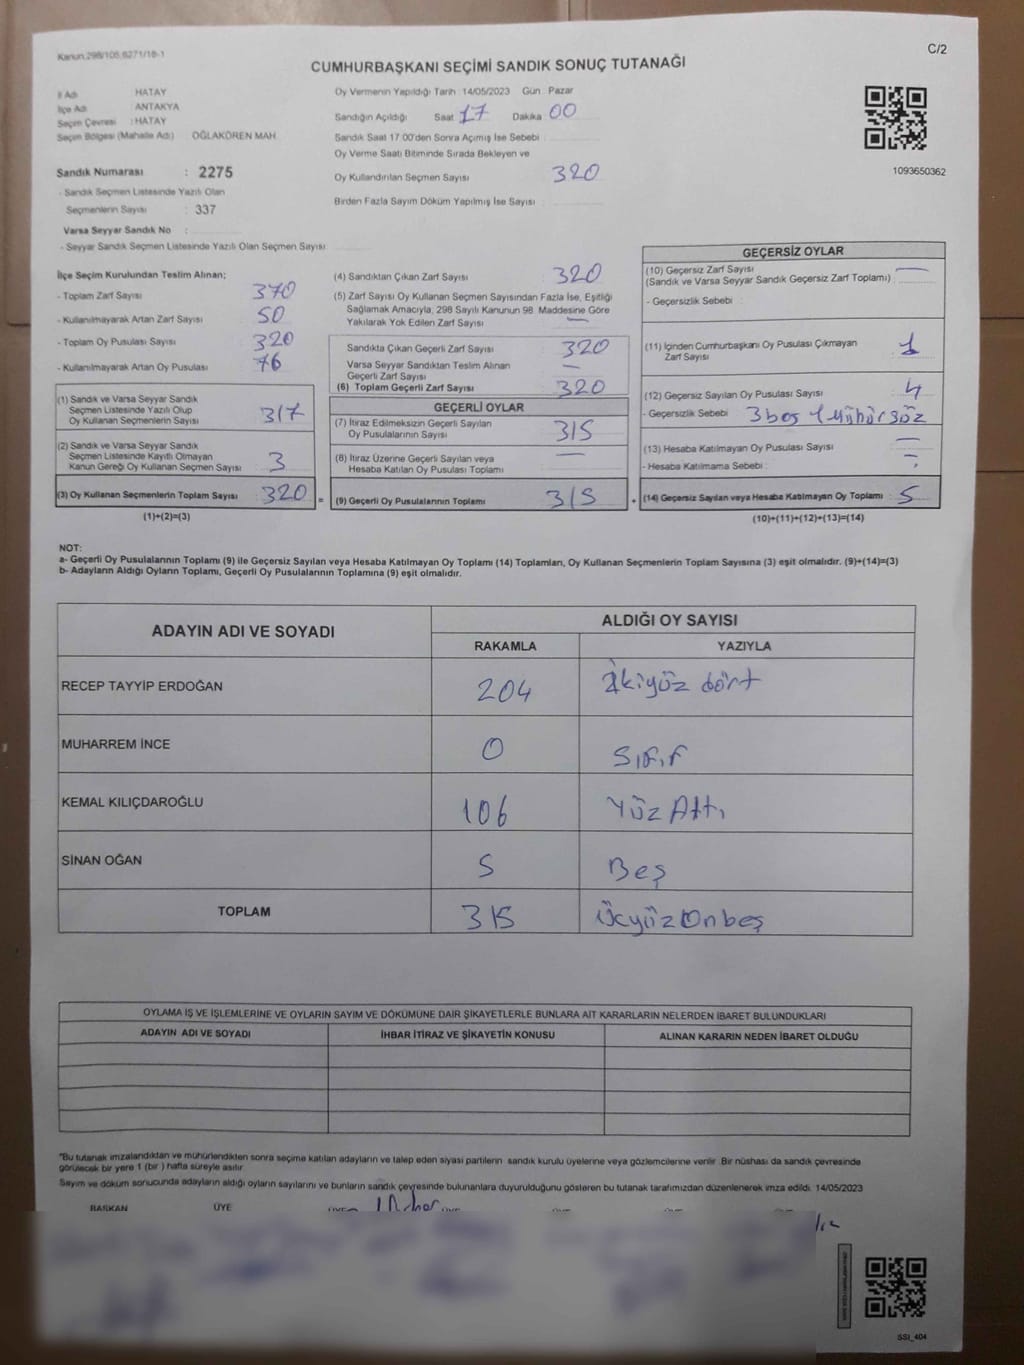 Kanun.298/105.6271/18-1
C/2
CUMHURBAŞKANI SEÇİMİ SANDIK SONUÇ TUTANAĞI
İl Adı HATAY
İlçe Adı ANTAKYA
Seçim Çevresi : HATAY
Seçim Bölgesi (Mahalle Adı) OĞLAKÖREN MAH.
Sandık Numarası : 2275
- Sandık Seçmen Listesinde Yazılı Olan
Seçmenlerin Sayısı : 337
Varsa Seyyar Sandık No :
- Seyyar Sandık Seçmen Listesinde Yazılı Olan Seçmen Sayısı
Oy Vermenin Yapıldığı Tarih : 14/05/2023 Gün : Pazar
Sandığın Açıldığı Saat 17 Dakika 00
Sandık Saat 17.00'den Sonra Açımış İse Sebebi :
Oy Verme Saati Bitiminde Sırada Bekleyen ve
Oy Kullandırılan Seçmen Sayısı 320
Birden Fazla Sayım Döküm Yapılmış İse Sayısı :
1093650362
İlçe Seçim Kurulundan Teslim Alınan;
- Toplam Zarf Sayısı 370
- Kullanılmayarak Artan Zarf Sayısı 50
- Toplam Oy Pusulası Sayısı 320
- Kullanılmayarak Artan Oy Pusulası 76
(1) Sandık ve Varsa Seyyar Sandık
Seçmen Listesinde Yazılı Olup
Oy Kullanan Seçmenlerin Sayısı 317
(2) Sandık ve Varsa Seyyar Sandık
Seçmen Listesinde Kayıtlı Olmayan
Kanun Gereği Oy Kullanan Seçmen Sayısı 3
(3) Oy Kullanan Seçmenlerin Toplam Sayısı 320 =
(1)+(2)=(3)
(4) Sandıktan Çıkan Zarf Sayısı 320
(5) Zarf Sayısı Oy Kullanan Seçmen Sayısından Fazla İse, Eşitliği
Sağlamak Amacıyla, 298 Sayılı Kanunun 98. Maddesine Göre
Yakılarak Yok Edilen Zarf Sayısı —
Sandıkta Çıkan Geçerli Zarf Sayısı 320
Varsa Seyyar Sandıktan Teslim Alınan
Geçerli Zarf Sayısı —
(6) Toplam Geçerli Zarf Sayısı 320
GEÇERLİ OYLAR
(7) İtiraz Edilmeksizin Geçerli Sayılan
Oy Pusulalarının Sayısı 315
(8) İtiraz Üzerine Geçerli Sayılan veya
Hesaba Katılan Oy Pusulası Toplamı —
(9) Geçerli Oy Pusulalarının Toplamı 315 +
GEÇERSİZ OYLAR
(10) Geçersiz Zarf Sayısı —
(Sandık ve Varsa Seyyar Sandık Geçersiz Zarf Toplamı)
- Geçersizlik Sebebi :
(11) İçinden Cumhurbaşkanı Oy Pusulası Çıkmayan
Zarf Sayısı 1
(12) Geçersiz Sayılan Oy Pusulası Sayısı 4
- Geçersizlik Sebebi 3 boş 1 mühürsüz
(13) Hesaba Katılmayan Oy Pusulası Sayısı —
- Hesaba Katılmama Sebebi : —
(14) Geçersiz Sayılan veya Hesaba Katılmayan Oy Toplamı : 5
(10)+(11)+(12)+(13)=(14)
NOT:
a- Geçerli Oy Pusulalarının Toplamı (9) ile Geçersiz Sayılan veya Hesaba Katılmayan Oy Toplamı (14) Toplamları, Oy Kullanan Seçmenlerin Toplam Sayısına (3) eşit olmalıdır. (9)+(14)=(3)
b- Adayların Aldığı Oyların Toplamı, Geçerli Oy Pusulalarının Toplamına (9) eşit olmalıdır.
ADAYIN ADI VE SOYADI
ALDIĞI OY SAYISI
RAKAMLA YAZIYLA
RECEP TAYYİP ERDOĞAN 204 İkiyüz dört
MUHARREM İNCE 0 Sıfır
KEMAL KILIÇDAROĞLU 106 Yüz Altı
SİNAN OĞAN 5 Beş
TOPLAM 315 Üçyüz Onbeş
OYLAMA İŞ VE İŞLEMLERİNE VE OYLARIN SAYIM VE DÖKÜMÜNE DAİR ŞİKAYETLERLE BUNLARA AİT KARARLARIN NELERDEN İBARET BULUNDUKLARI
ADAYIN ADI VE SOYADI İHBAR İTİRAZ VE ŞİKAYETİN KONUSU ALINAN KARARIN NEDEN İBARET OLDUĞU
"Bu tutanak imzalandıktan ve mühürlendikten sonra seçime katılan adayların ve talep eden siyasi partilerin sandık kurulu üyelerine veya gözlemcilerine verilir. Bir nüshası da sandık çevresinde
görülecek bir yere 1 (bir ) hafta süreyle asılır.
Sayım ve döküm sonucunda adayların aldığı oyların sayılarını ve bunların sandık çevresinde bulunanlara duyurulduğunu gösteren bu tutanak tarafımızdan düzenlenerek imza edildi. 14/05/2023
BAŞKAN ÜYE
SSI_404